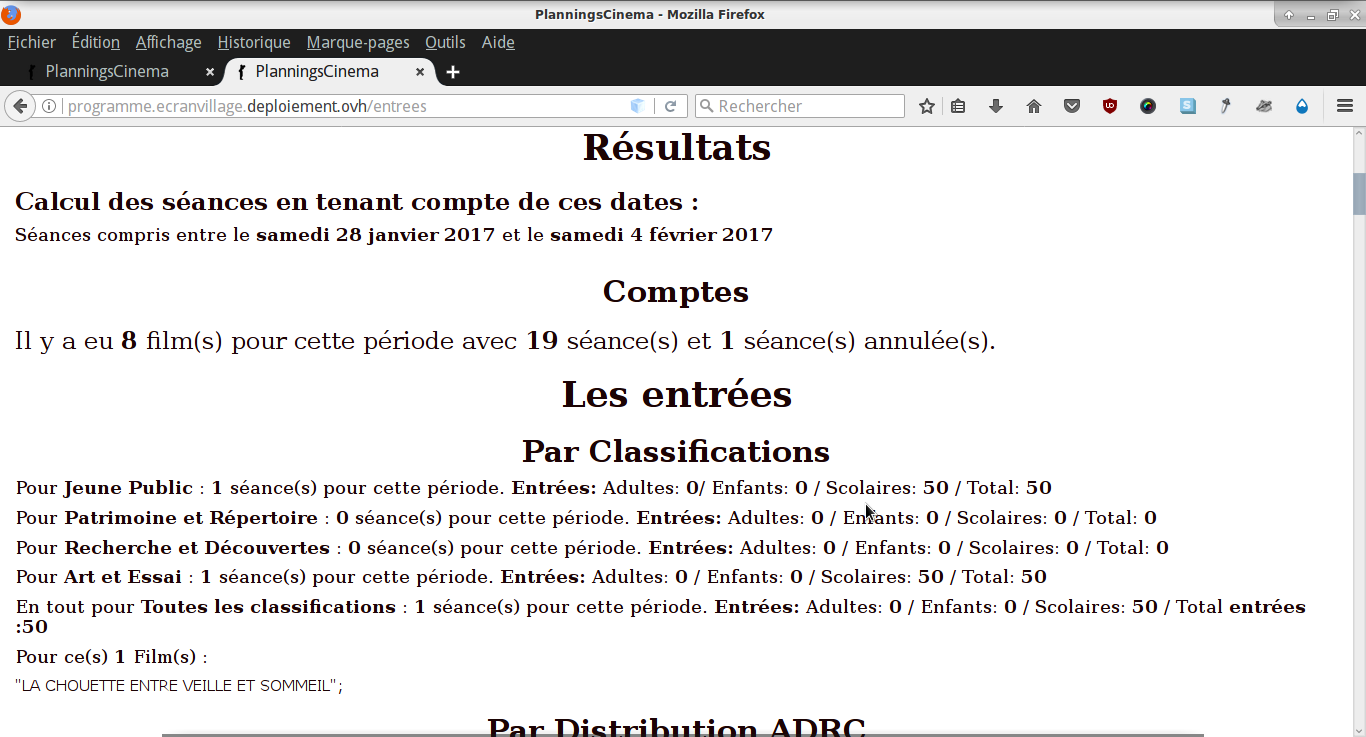 PlanningsCinema - Mozilla Firefox
Fichier Édition Affichage Historique Marque-pages Outils Aide
PlanningsCinema PlanningsCinema
programme.ecranvillage.deploiement.ovh/entrees Rechercher
Résultats
Calcul des séances en tenant compte de ces dates :
Séances compris entre le samedi 28 janvier 2017 et le samedi 4 février 2017
Comptes
Il y a eu 8 film(s) pour cette période avec 19 séance(s) et 1 séance(s) annulée(s).
Les entrées
Par Classifications
Pour Jeune Public : 1 séance(s) pour cette période. Entrées: Adultes: 0/ Enfants: 0 / Scolaires: 50 / Total: 50
Pour Patrimoine et Répertoire : 0 séance(s) pour cette période. Entrées: Adultes: 0 / Enfants: 0 / Scolaires: 0 / Total: 0
Pour Recherche et Découvertes : 0 séance(s) pour cette période. Entrées: Adultes: 0 / Enfants: 0 / Scolaires: 0 / Total: 0
Pour Art et Essai : 1 séance(s) pour cette période. Entrées: Adultes: 0 / Enfants: 0 / Scolaires: 50 / Total: 50
En tout pour Toutes les classifications : 1 séance(s) pour cette période. Entrées: Adultes: 0 / Enfants: 0 / Scolaires: 50 / Total entrées
:50
Pour ce(s) 1 Film(s) :
"LA CHOUETTE ENTRE VEILLE ET SOMMEIL";
Par Distribution ADRC